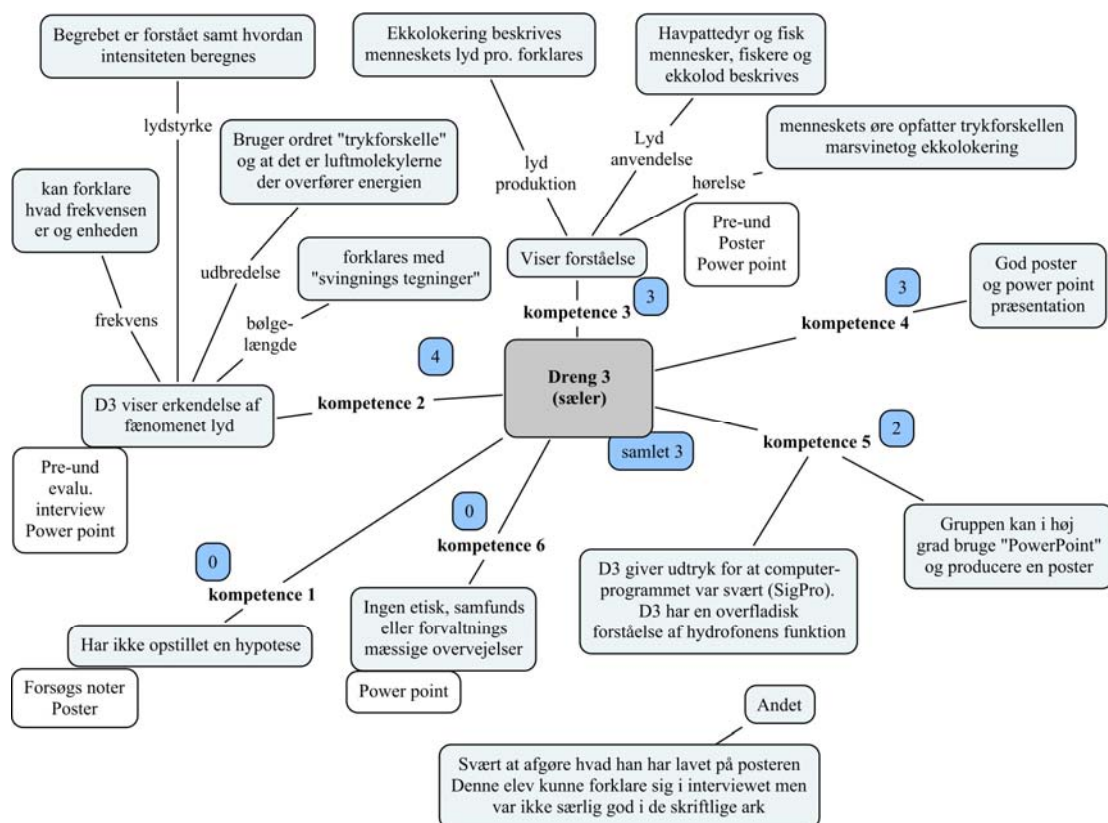 Begrebet er forstået samt hvordan
intensiteten beregnes
Ekkolokering beskrives
menneskets lyd pro. forklares
Havpattedyr og fisk
mennesker, fiskere og
ekkolod beskrives
lydstyrke
Bruger ordret "trykforskelle"
og at det er luftmolekylerne
der overfører energien
lyd
produktion
Lyd
anvendelse
menneskets øre opfatter trykforskellen
marsvinetog ekkolokering
hørelse
kan forklare
hvad frekvensen
er og enheden
udbredelse
forklares med
"svingnings tegninger"
Viser forståelse
Pre-und
Poster
Power point
God poster
og power point
præsentation
frekvens
bølge-
længde
3
kompetence 3
3
kompetence 4
4
kompetence 2
Dreng 3
(sæler)
samlet 3
D3 viser erkendelse af
fænomenet lyd
2
kompetence 5
Pre-und
evalu.
interview
Power point
0
kompetence 1
0
kompetence 6
Gruppen kan i høj
grad bruge "PowerPoint"
og producere en poster
D3 giver udtryk for at computer-
programmet var svært (SigPro).
D3 har en overfladisk
forståelse af hydrofonens funktion
Har ikke opstillet en hypotese
Forsøgs noter
Poster
Ingen etisk, samfunds
eller forvaltnings
mæssige overvejelser
Power point
Andet
Svært at afgøre hvad han har lavet på posteren
Denne elev kunne forklare sig i interviewet men
var ikke særlig god i de skriftlige ark